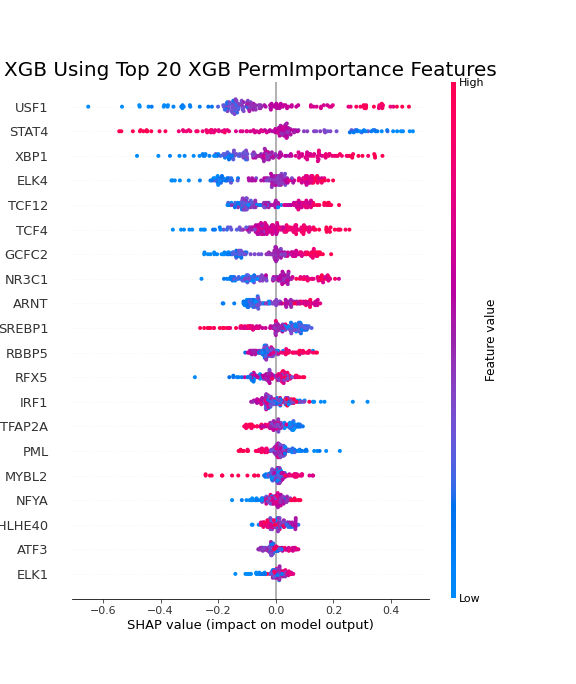 XGB Using Top 20 XGB PermImportance Features
High
USF1
STAT4
XBP1
ELK4
TCF12
TCF4
GCFC2
NR3C1
ARNT
SREBP1
RBBP5
RFX5
IRF1
TFAP2A
PML
MYBL2
NFYA
HLHE40
ATF3
ELK1
Feature value
Low
−0.6 −0.4 −0.2 0.0 0.2 0.4
SHAP value (impact on model output)